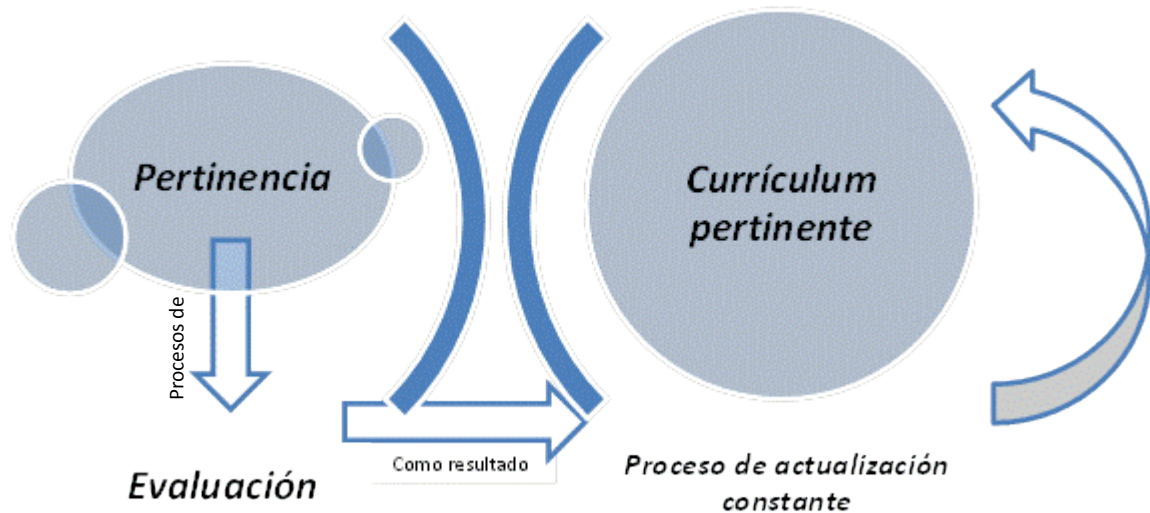 Pertinencia
Procesos de
Evaluación
Como resultado
Currículum
pertinente
Proceso de actualización
constante